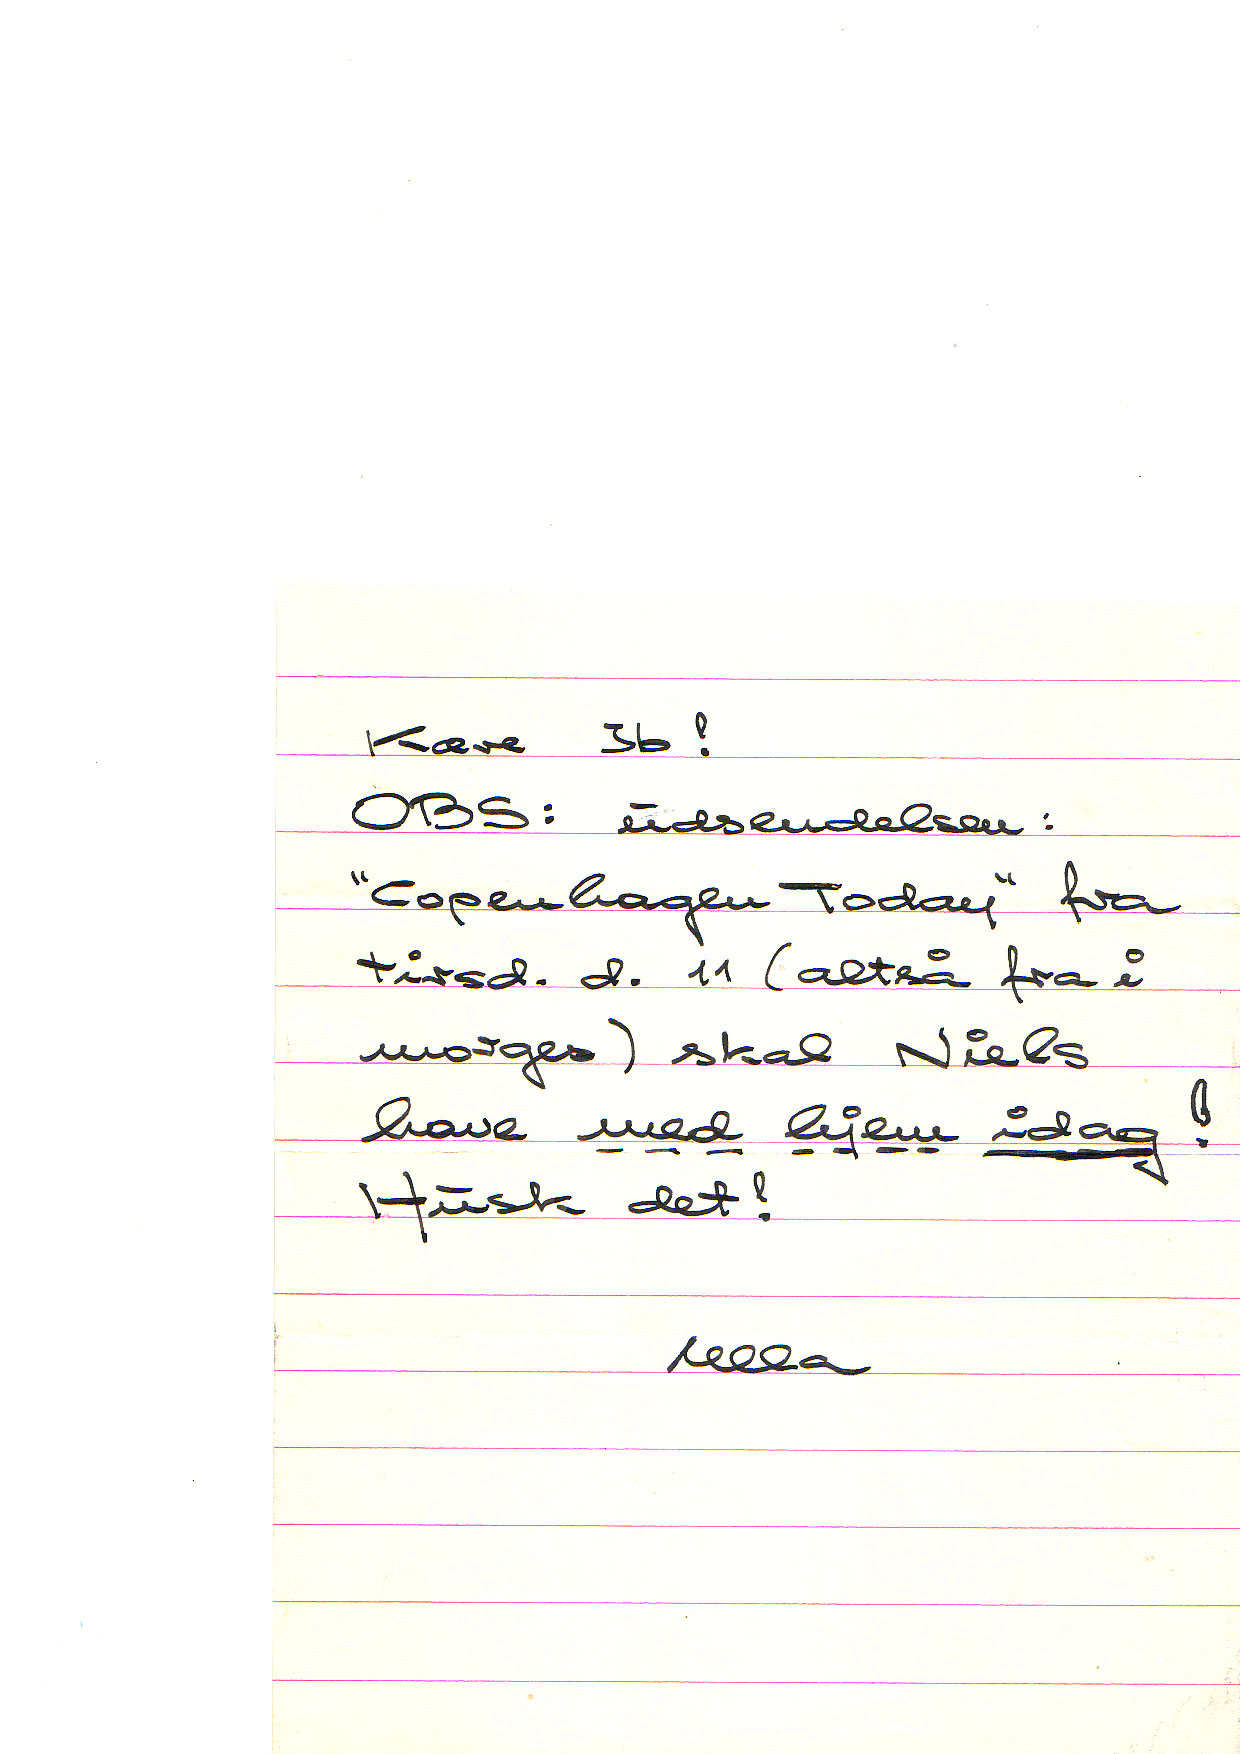 Kære 3b!
OBS: udsendelsen:
"Copenhagen Today" fra
tirsd. d. 11 (altså fra i
morges) skal Niels
have med hjem idag!
Husk det!
Ulla